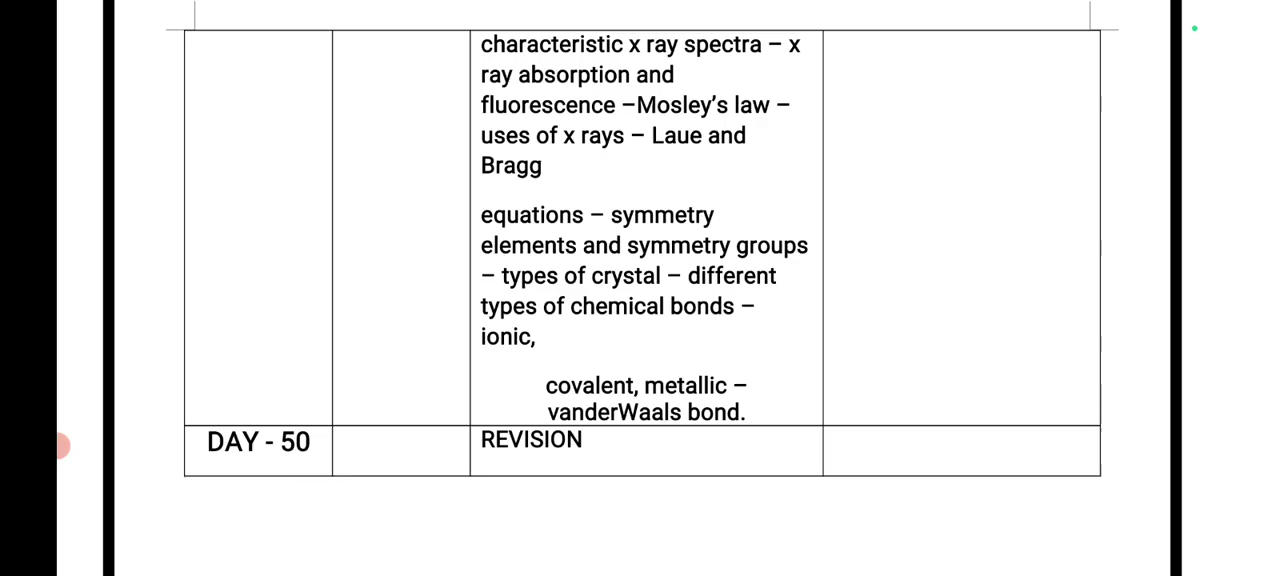 characteristic x ray spectra – x
ray absorption and
fluorescence –Mosley’s law –
uses of x rays – Laue and
Bragg
equations – symmetry
elements and symmetry groups
– types of crystal – different
types of chemical bonds –
ionic,
covalent, metallic –
vanderWaals bond.
DAY - 50
REVISION